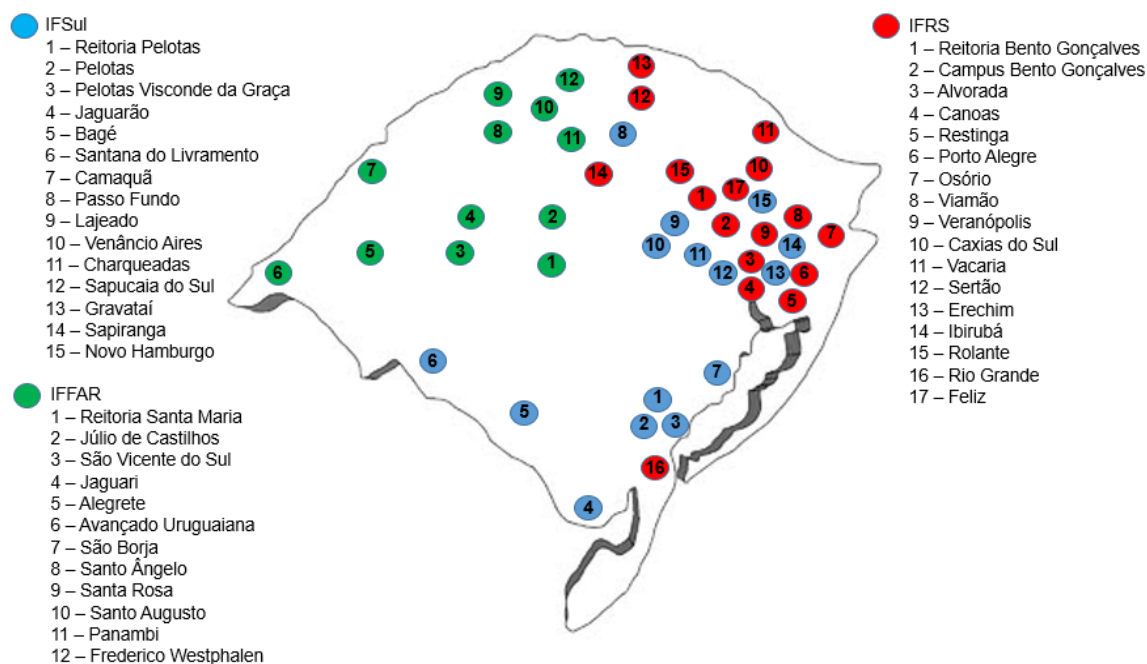 IFSul
1 – Reitoria Pelotas
2 – Pelotas
3 – Pelotas Visconde da Graça
4 – Jaguarão
5 – Bagé
6 – Santana do Livramento
7 – Camaquã
8 – Passo Fundo
9 – Lajeado
10 – Venâncio Aires
11 – Charqueadas
12 – Sapucaia do Sul
13 – Gravataí
14 – Sapiranga
15 – Novo Hamburgo
IFFAR
1 – Reitoria Santa Maria
2 – Júlio de Castilhos
3 – São Vicente do Sul
4 – Jaguari
5 – Alegrete
6 – Avançado Uruguaiana
7 – São Borja
8 – Santo Ângelo
9 – Santa Rosa
10 – Santo Augusto
11 – Panambi
12 – Frederico Westphalen
13
12
9
12
10
8
11
8
11
7
14
15
10
17
1
15
4
2
9
2
8
7
9
14
5
3
1
10
11
3
13
6
12
6
4
5
6
7
5
1
2
3
16
4
IFRS
1 – Reitoria Bento Gonçalves
2 – Campus Bento Gonçalves
3 – Alvorada
4 – Canoas
5 – Restinga
6 – Porto Alegre
7 – Osório
8 – Viamão
9 – Veranópolis
10 – Caxias do Sul
11 – Vacaria
12 – Sertão
13 – Erechim
14 – Ibirubá
15 – Rolante
16 – Rio Grande
17 – Feliz